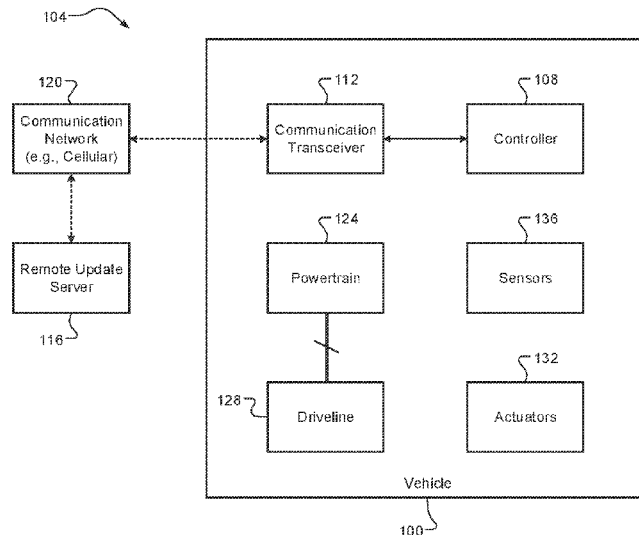 104
120
112
108
Communication
Network
(e.g., Cellular)
Communication
Transceiver
Controller
124
136
Remote Update
Server
Powertrain
Sensors
116
132
128
Driveline
Actuators
Vehicle
100